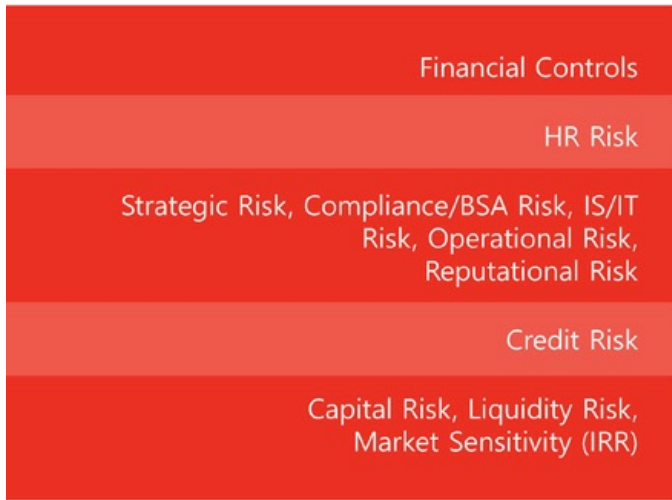 Financial Controls
HR Risk
Strategic Risk, Compliance/BSA Risk, IS/IT
Risk, Operational Risk,
Reputational Risk
Credit Risk
Capital Risk, Liquidity Risk,
Market Sensitivity (IRR)